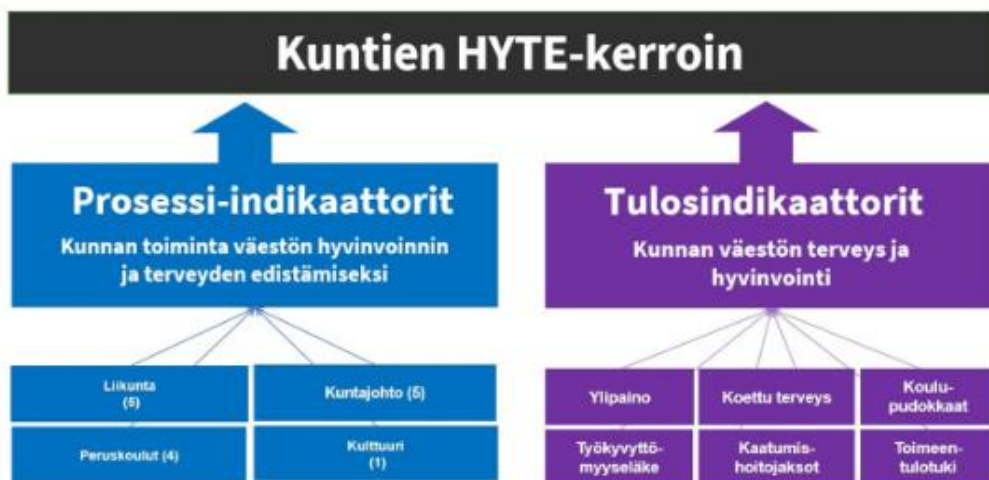 Kuntien HYTE-kerroin
Prosessi-indikaattorit
Kunnan toiminta väestön hyvinvoinnin
ja terveyden edistämiseksi
Tulosindikaattorit
Kunnan väestön terveys ja
hyvinvointi
Liikunta
(5)
Kuntajohto (5)
Peruskoulut (4)
Kulttuuri
(1)
Ylipaino
Koettu terveys
Koulu-
pudokkaat
Työkyvyttö-
myyseläke
Kaatumis-
hoitojaksot
Toimeen-
tulotuki